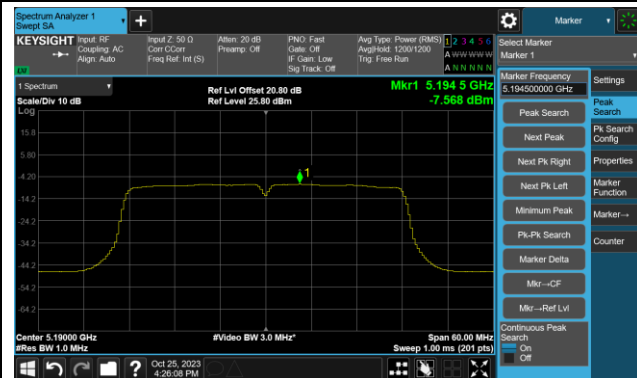 Spectrum Analyzer 1
Swept SA
Marker
KEYSIGHT
Input: RF
Coupling: AC
Align: Auto
Input Z: 50 Ω
Corr CCorr
Freq Ref: Int (S)
Atten: 20 dB
Preamp: Off
PNO: Fast
Gate: Off
IF Gain: Low
Sig Track: Off
Avg Type: Power (RMS)
Avg|Hold: 1200/1200
Trig: Free Run
1 2 3 4 5 6
A W W W W W
A N N N N N
Select Marker
Marker 1
1 Spectrum
Scale/Div 10 dB
Ref Lvl Offset 20.80 dB
Ref Level 25.80 dBm
Mkr1 5.194 5 GHz
-7.568 dBm
Log
15.8
5.80
-4.20
-14.2
-24.2
-34.2
-44.2
-54.2
-64.2
1
Center 5.19000 GHz
#Res BW 1.0 MHz
#Video BW 3.0 MHz*
Span 60.00 MHz
Sweep 1.00 ms (201 pts)
Marker Frequency
5.194500000 GHz
Peak Search
Next Peak
Next Pk Right
Next Pk Left
Minimum Peak
Pk-Pk Search
Marker Delta
Mkr→CF
Mkr→Ref Lvl
Continuous Peak
Search
On
Off
Settings
Peak
Search
Pk Search
Config
Properties
Marker
Function
Marker→
Counter
?
Oct 25, 2023
4:26:08 PM